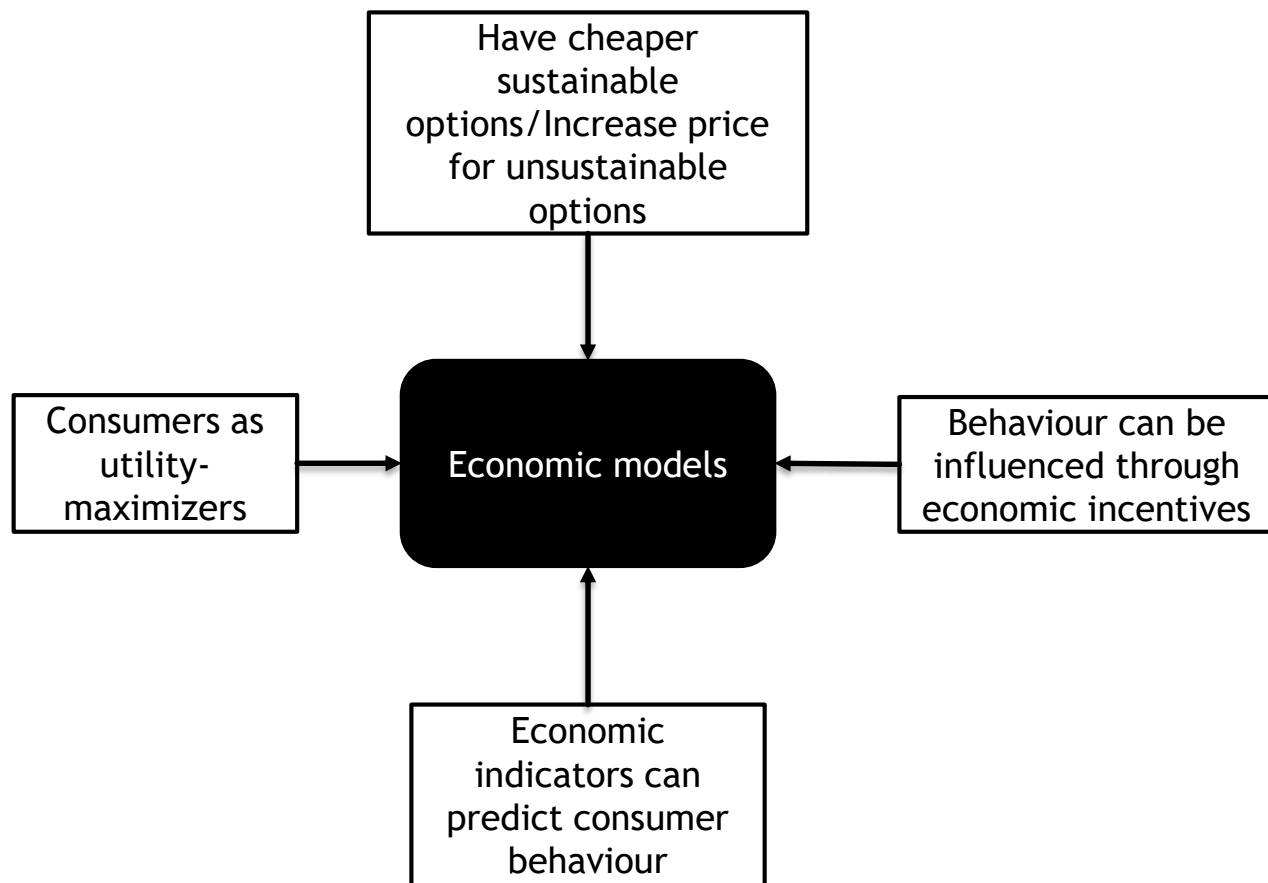 Have cheaper
sustainable
options/Increase price
for unsustainable
options
Consumers as
utility-
maximizers
Economic models
Behaviour can be
influenced through
economic incentives
Economic
indicators can
predict consumer
behaviour